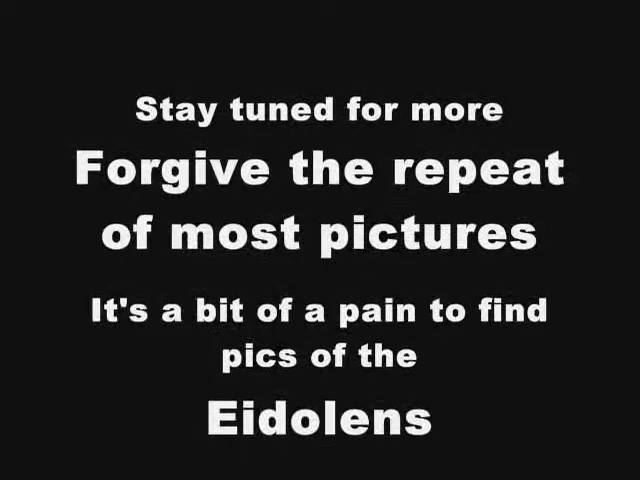 Stay tuned for more
Forgive the repeat
of most pictures
It's a bit of a pain to find
pics of the
Eidolens